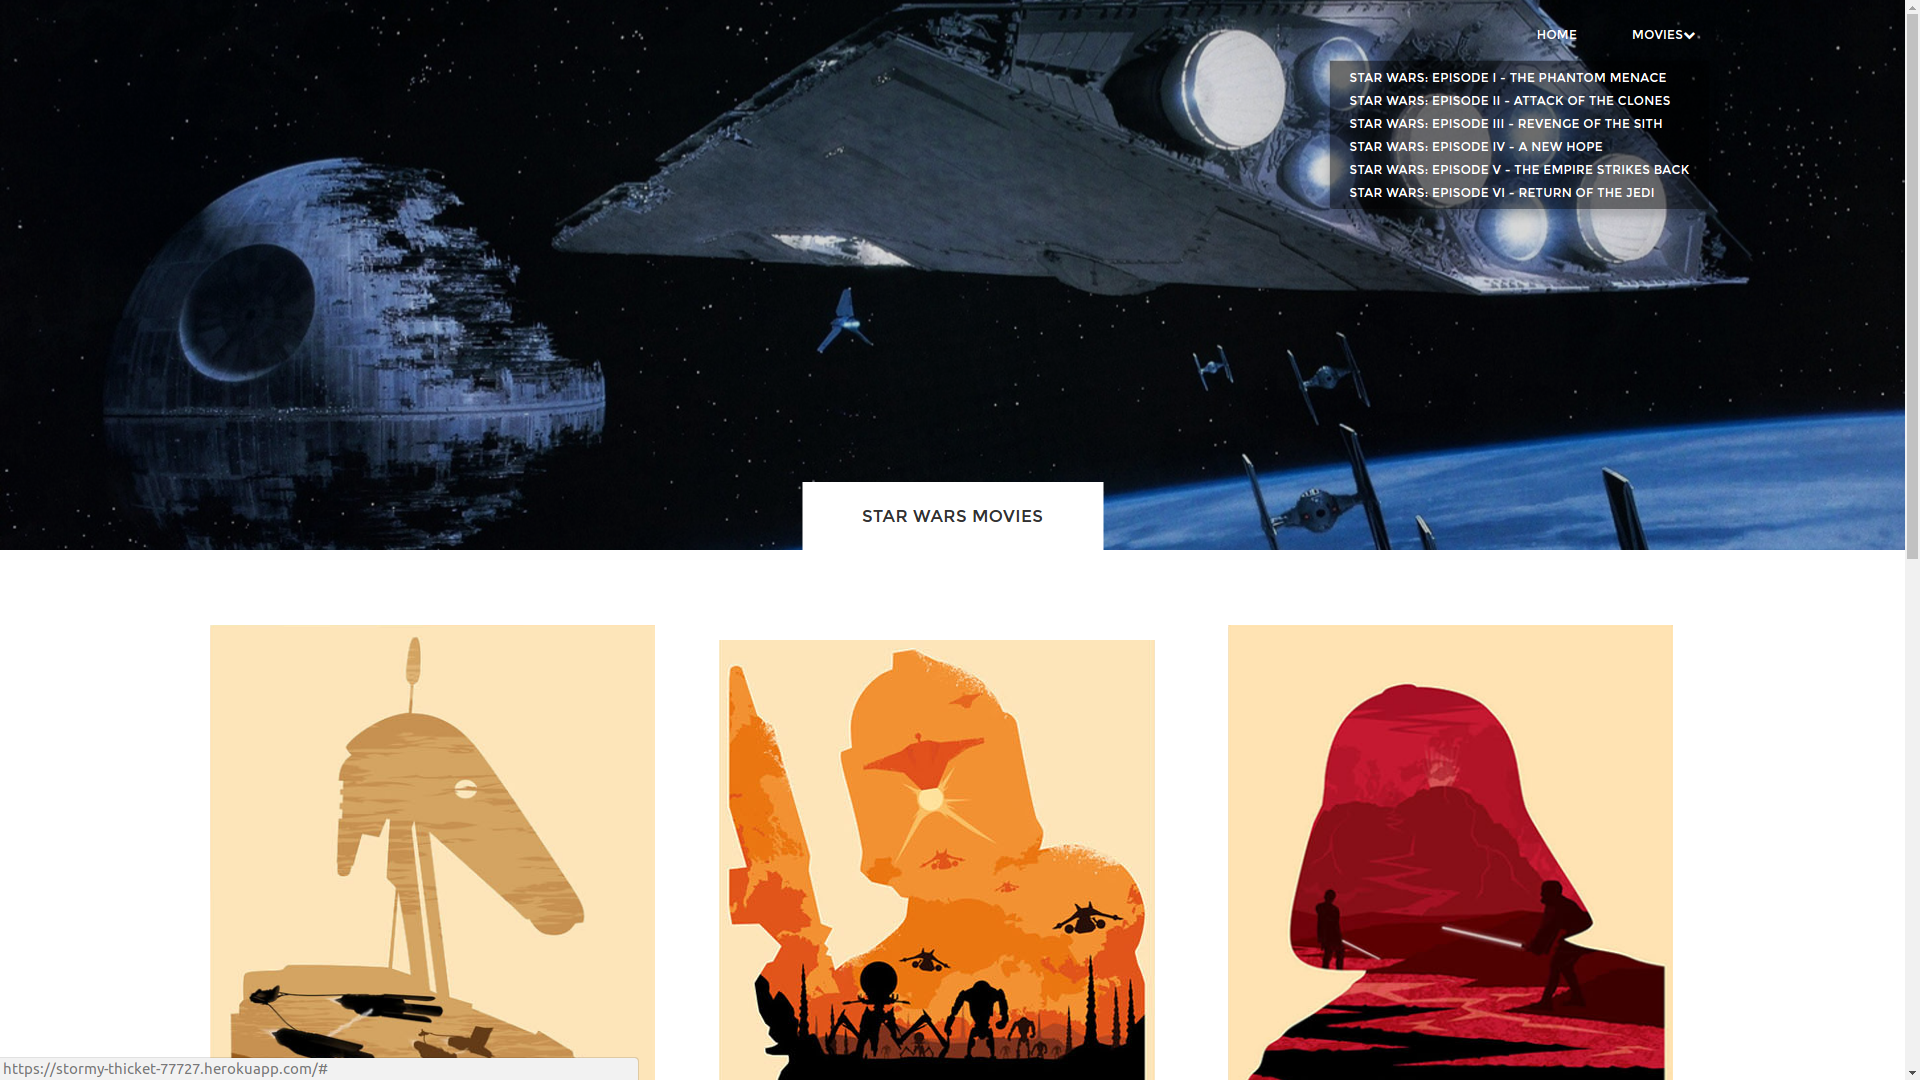 HOME MOVIES
STAR WARS: EPISODE I - THE PHANTOM MENACE
STAR WARS: EPISODE II - ATTACK OF THE CLONES
STAR WARS: EPISODE III - REVENGE OF THE SITH
STAR WARS: EPISODE IV - A NEW HOPE
STAR WARS: EPISODE V - THE EMPIRE STRIKES BACK
STAR WARS: EPISODE VI - RETURN OF THE JEDI
STAR WARS MOVIES
https://stormy-thicket-77727.herokuapp.com/#